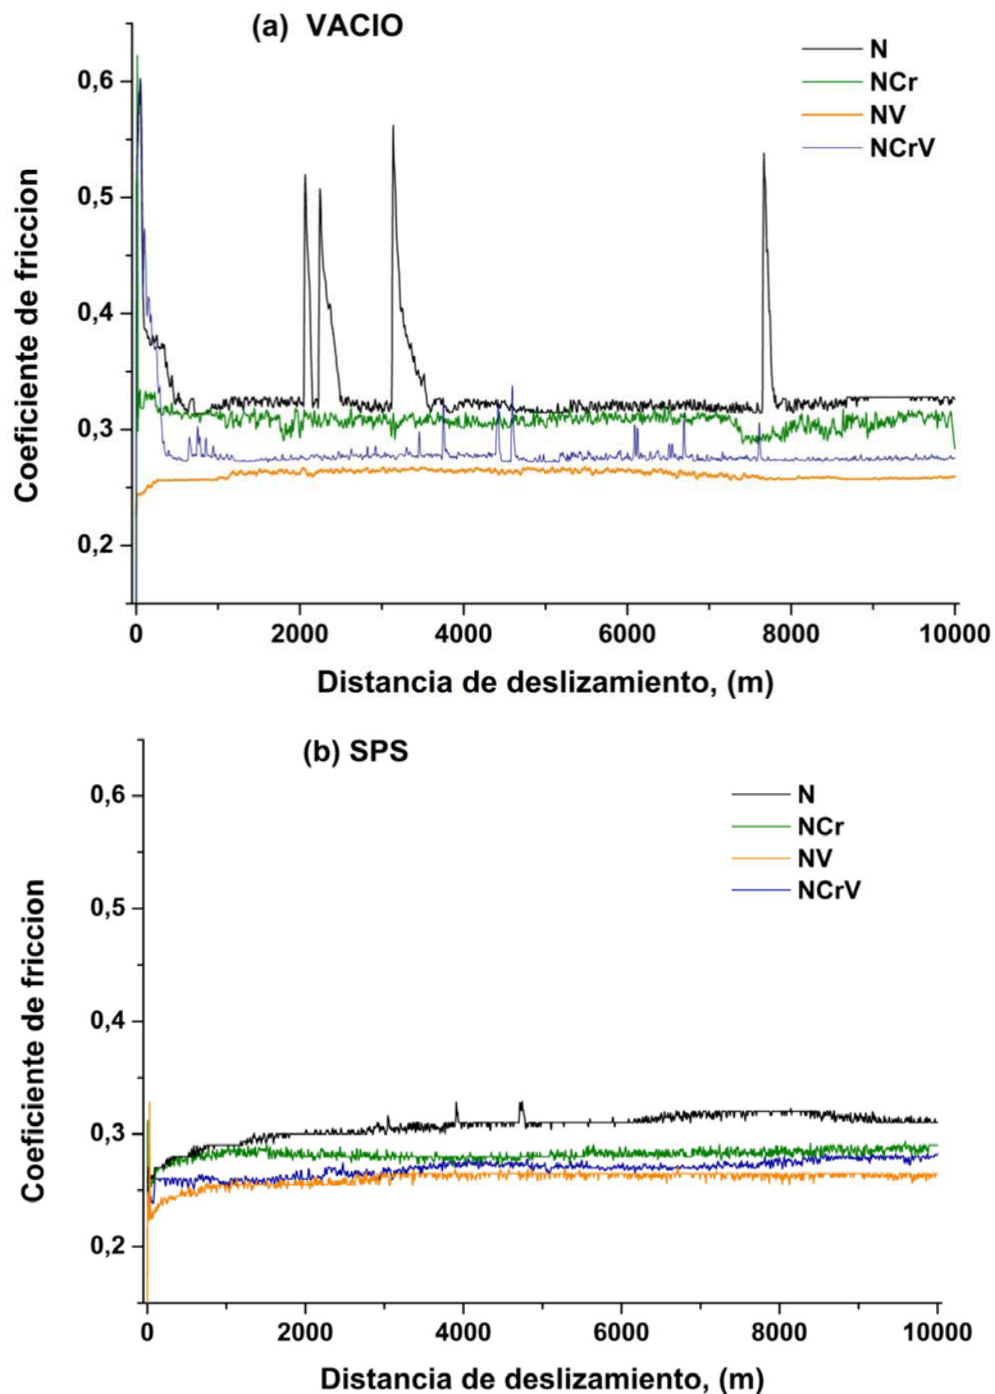 (a) VACIO
N
NCr
NV
NCrV
0,6
0,5
0,4
0,3
0,2
Coeficiente de friccion
0 2000 4000 6000 8000 10000
Distancia de deslizamiento, (m)
(b) SPS
N
NCr
NV
NCrV
0,6
0,5
0,4
0,3
0,2
Coeficiente de friccion
0 2000 4000 6000 8000 10000
Distancia de deslizamiento, (m)